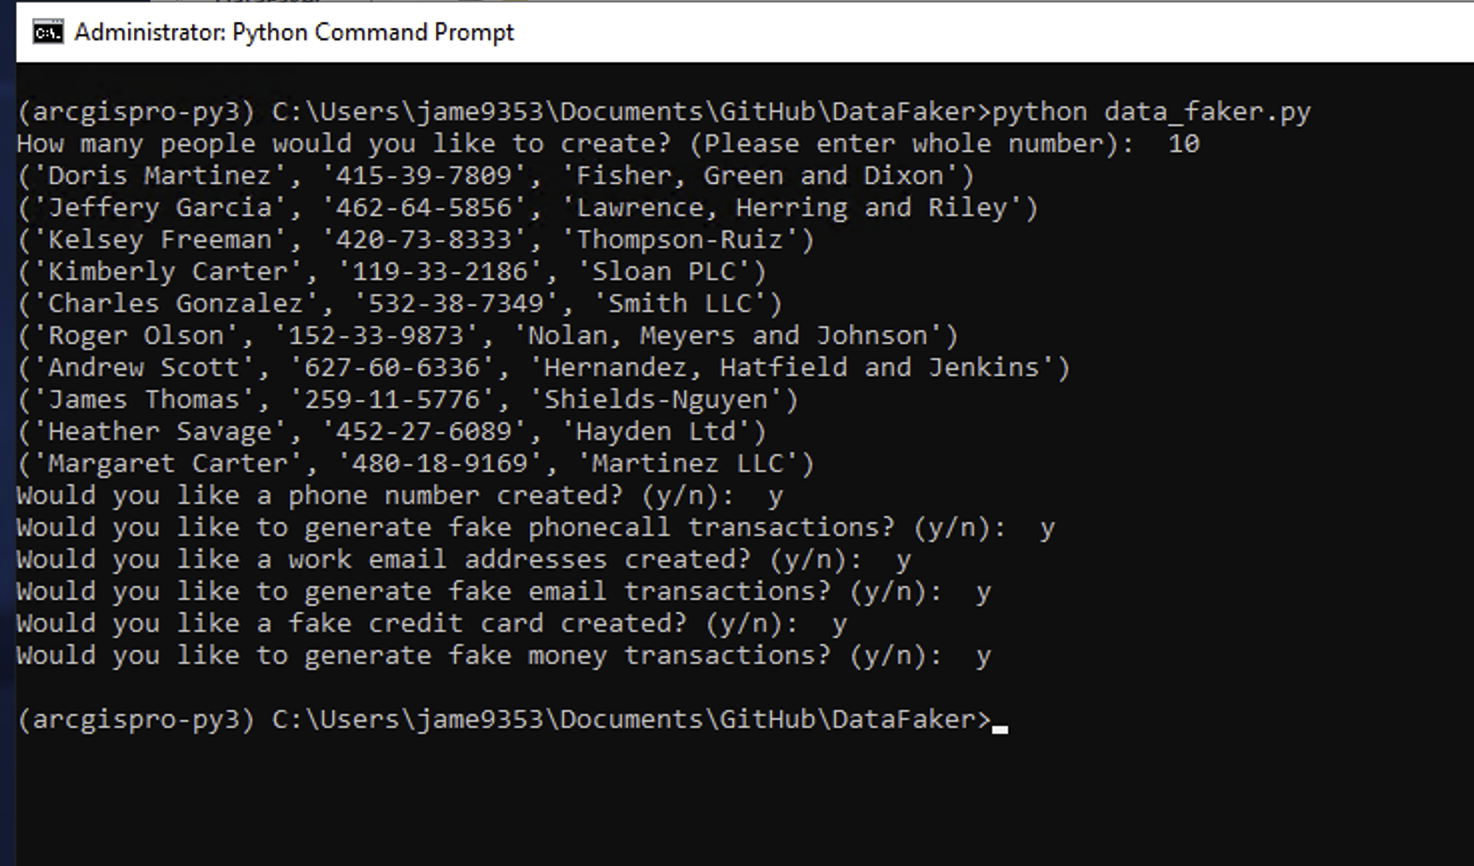 Administrator: Python Command Prompt
(arcgispro-py3) C:\Users\jame9353\Documents\GitHub\DataFaker>python data_faker.py
How many people would you like to create? (Please enter whole number):  10
('Doris Martinez', '415-39-7809', 'Fisher, Green and Dixon')
('Jeffery Garcia', '462-64-5856', 'Lawrence, Herring and Riley')
('Kelsey Freeman', '420-73-8333', 'Thompson-Ruiz')
('Kimberly Carter', '119-33-2186', 'Sloan PLC')
('Charles Gonzalez', '532-38-7349', 'Smith LLC')
('Roger Olson', '152-33-9873', 'Nolan, Meyers and Johnson')
('Andrew Scott', '627-60-6336', 'Hernandez, Hatfield and Jenkins')
('James Thomas', '259-11-5776', 'Shields-Nguyen')
('Heather Savage', '452-27-6089', 'Hayden Ltd')
('Margaret Carter', '480-18-9169', 'Martinez LLC')
Would you like a phone number created? (y/n):  y
Would you like to generate fake phonecall transactions? (y/n):  y
Would you like a work email addresses created? (y/n):  y
Would you like to generate fake email transactions? (y/n):  y
Would you like a fake credit card created? (y/n):  y
Would you like to generate fake money transactions? (y/n):  y
(arcgispro-py3) C:\Users\jame9353\Documents\GitHub\DataFaker>